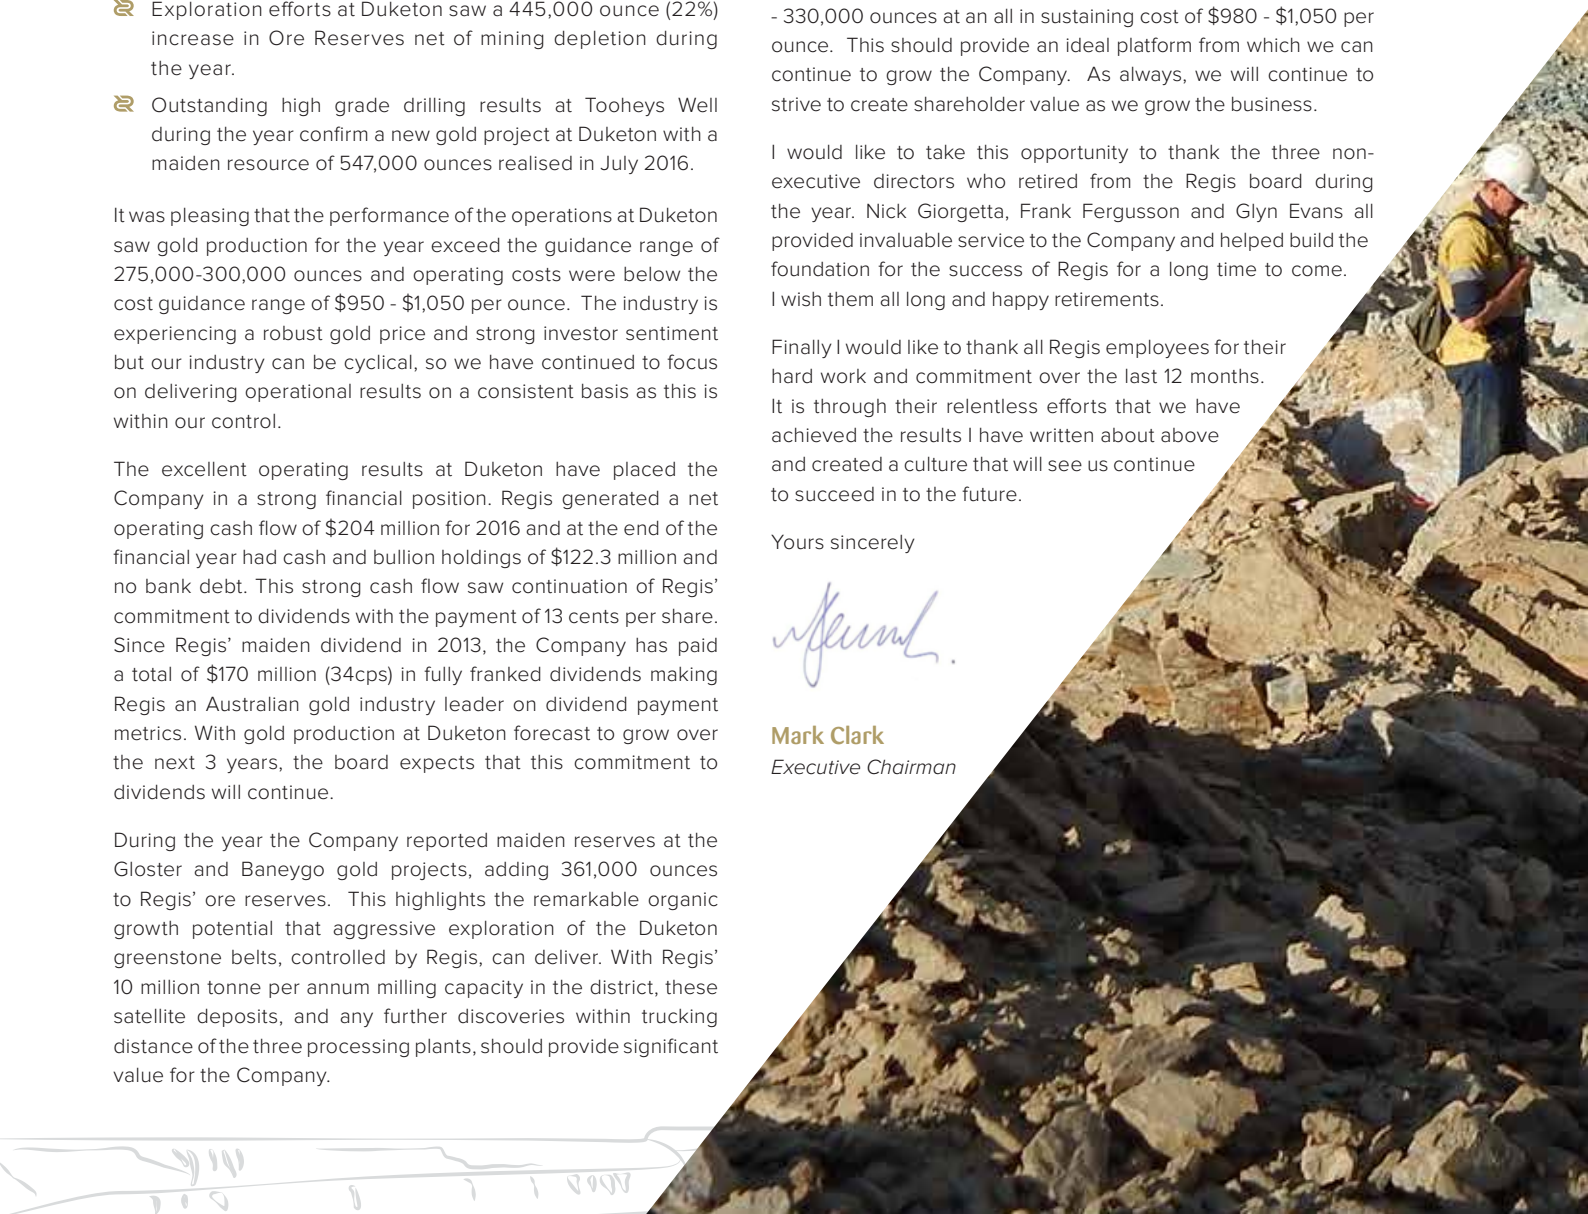 Exploration efforts at Duketon saw a 445,000 ounce (22%)
increase in Ore Reserves net of mining depletion during
the year.
Outstanding high grade drilling results at Tooheys Well
during the year confirm a new gold project at Duketon with a
maiden resource of 547,000 ounces realised in July 2016.
It was pleasing that the performance of the operations at Duketon
saw gold production for the year exceed the guidance range of
275,000-300,000 ounces and operating costs were below the
cost guidance range of $950 - $1,050 per ounce. The industry is
experiencing a robust gold price and strong investor sentiment
but our industry can be cyclical, so we have continued to focus
on delivering operational results on a consistent basis as this is
within our control.
The excellent operating results at Duketon have placed the
Company in a strong financial position. Regis generated a net
operating cash flow of $204 million for 2016 and at the end of the
financial year had cash and bullion holdings of $122.3 million and
no bank debt. This strong cash flow saw continuation of Regis’
commitment to dividends with the payment of 13 cents per share.
Since Regis’ maiden dividend in 2013, the Company has paid
a total of $170 million (34cps) in fully franked dividends making
Regis an Australian gold industry leader on dividend payment
metrics. With gold production at Duketon forecast to grow over
the next 3 years, the board expects that this commitment to
dividends will continue.
During the year the Company reported maiden reserves at the
Gloster and Baneygo gold projects, adding 361,000 ounces
to Regis’ ore reserves. This highlights the remarkable organic
growth potential that aggressive exploration of the Duketon
greenstone belts, controlled by Regis, can deliver. With Regis’
10 million tonne per annum milling capacity in the district, these
satellite deposits, and any further discoveries within trucking
distance of the three processing plants, should provide significant
value for the Company.
- 330,000 ounces at an all in sustaining cost of $980 - $1,050 per
ounce. This should provide an ideal platform from which we can
continue to grow the Company. As always, we will continue to
strive to create shareholder value as we grow the business.
I would like to take this opportunity to thank the three non-
executive directors who retired from the Regis board during
the year. Nick Giorgetta, Frank Fergusson and Glyn Evans all
provided invaluable service to the Company and helped build the
foundation for the success of Regis for a long time to come.
I wish them all long and happy retirements.
Finally I would like to thank all Regis employees for their
hard work and commitment over the last 12 months.
It is through their relentless efforts that we have
achieved the results I have written about above
and created a culture that will see us continue
to succeed in to the future.
Yours sincerely
Mark Clark
Executive Chairman